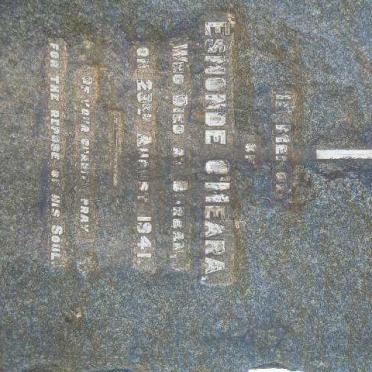 IN MEMORY
OF
ESMONDE O'MEARA
WHO DIED AT
ON 23RD AUGUST 1941
OF YOUR CHARITY PRAY
FOR THE REPOSE OF HIS SOUL